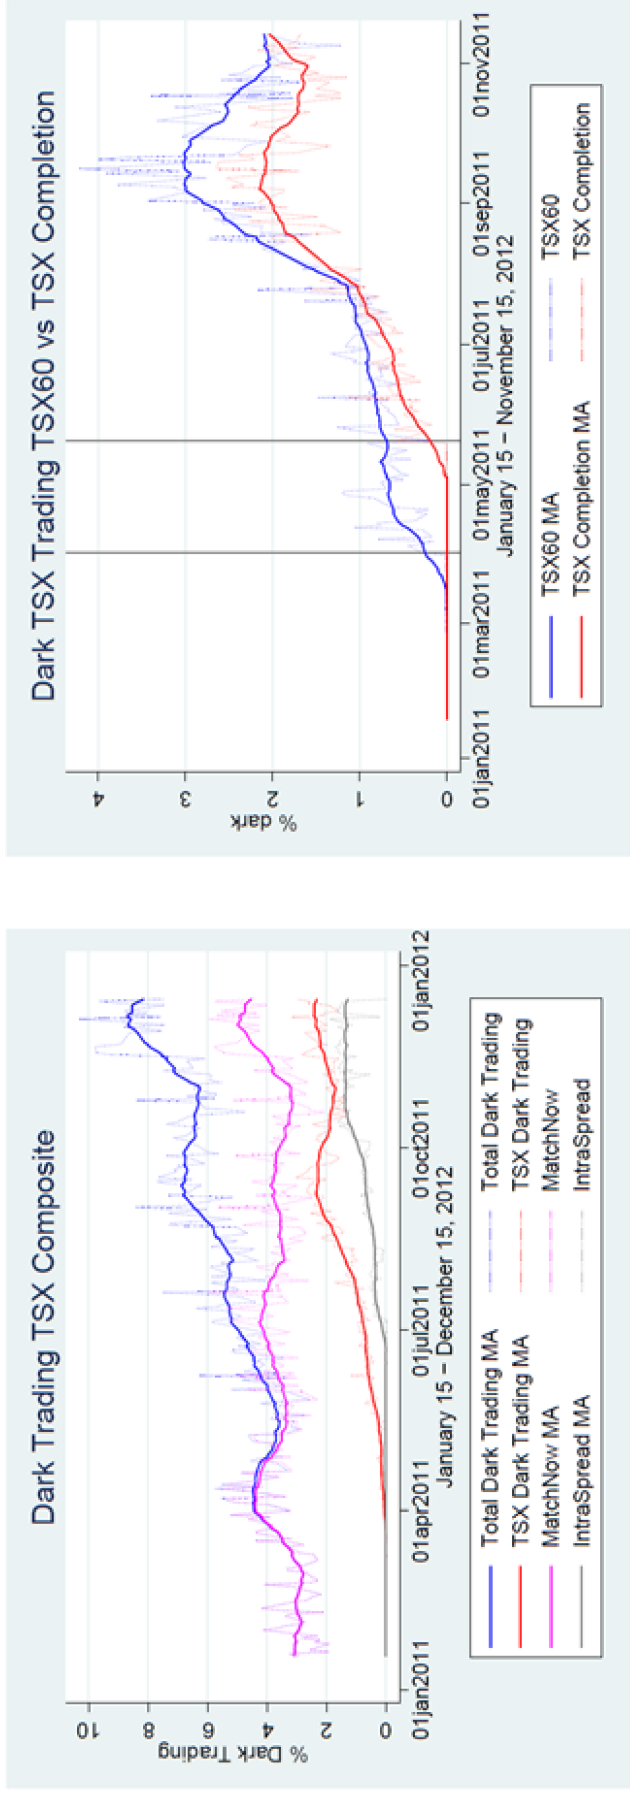 Dark Trading TSX Composite
% Dark Trading
10
8
6
4
2
0
01jan2011
01apr2011
01jul2011
01oct2011
01jan2012
January 15 − December 15, 2012
Total Dark Trading MA
Total Dark Trading
TSX Dark Trading MA
TSX Dark Trading
MatchNow MA
MatchNow
IntraSpread MA
IntraSpread
Dark TSX Trading TSX60 vs TSX Completion
% dark
4
3
2
1
0
01jan2011
01mar2011
01may2011
01jul2011
01sep2011
01nov2011
January 15 − November 15, 2012
TSX60 MA
TSX60
TSX Completion MA
TSX Completion